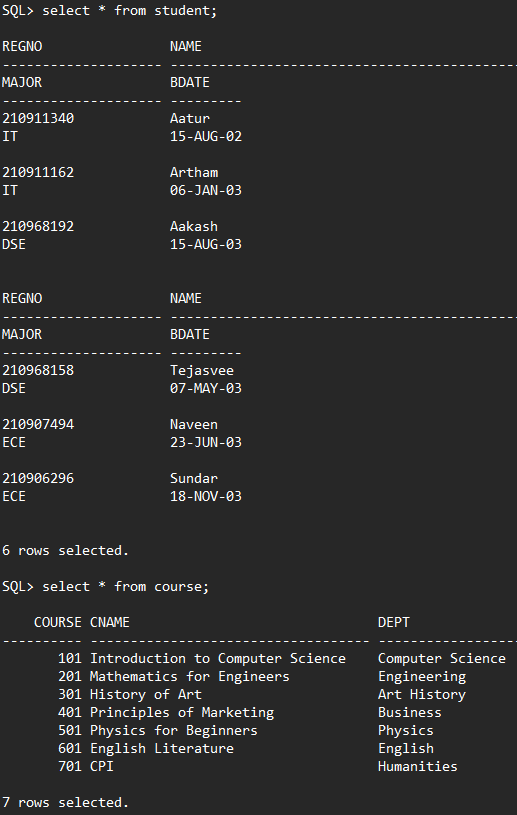 SQL> select * from student;
REGNO NAME
-------------------- --------------------------------------------
MAJOR BDATE
-------------------- ---------
210911340 Aatur
IT 15-AUG-02
210911162 Artham
IT 06-JAN-03
210968192 Aakash
DSE 15-AUG-03
REGNO NAME
-------------------- --------------------------------------------
MAJOR BDATE
-------------------- ---------
210968158 Tejasvee
DSE 07-MAY-03
210907494 Naveen
ECE 23-JUN-03
210906296 Sundar
ECE 18-NOV-03
6 rows selected.
SQL> select * from course;
COURSE CNAME DEPT
---------- ----------------------------------- ------------------
101 Introduction to Computer Science Computer Science
201 Mathematics for Engineers Engineering
301 History of Art Art History
401 Principles of Marketing Business
501 Physics for Beginners Physics
601 English Literature English
701 CPI Humanities
7 rows selected.